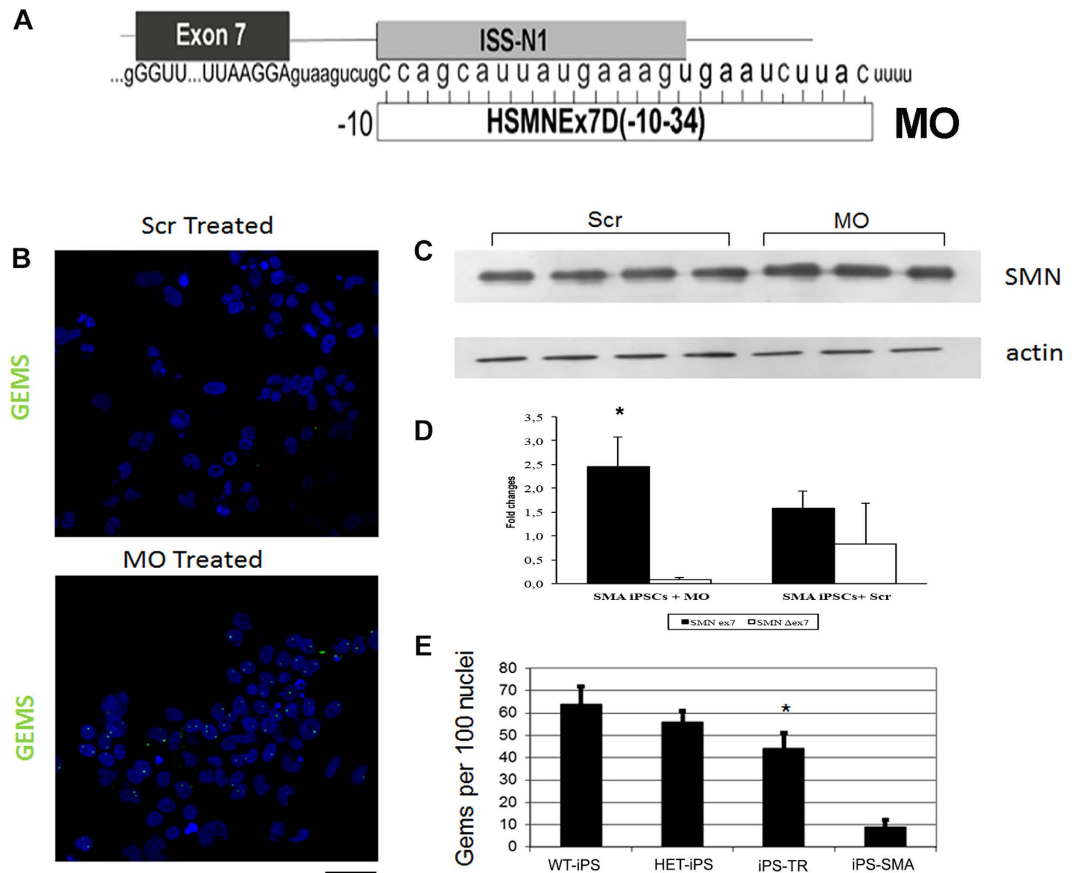 A
Exon 7
ISS-N1
...gGGUU...UUAAGGAguaagucugCcagcauuaugaaagugaaucuuacuuuu
-10
HSMNEx7D(-10-34)
MO
Scr Treated
B
GEMS
MO Treated
GEMS
C
Scr
MO
SMN
actin
D
*
Fold changes
3,5
3,0
2,5
2,0
1,5
1,0
0,5
0,0
SMA iPSCs + MO
SMA iPSCs+ Scr
SMN ex7
SMN Δex7
E
Gems per 100 nuclei
80
70
60
50
40
30
20
10
0
*
WT-iPS
HET-iPS
iPS-TR
iPS-SMA